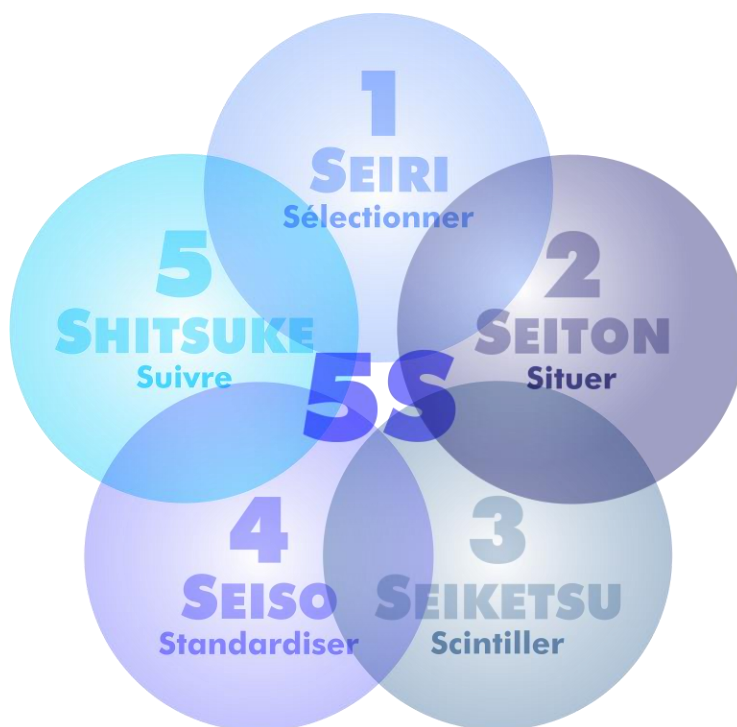 1
SEIRI
Sélectionner
2
SEITON
Situer
3
SEIKETSU
Scintiller
4
SEISO
Standardiser
5
SHITSUKE
Suivre
5S